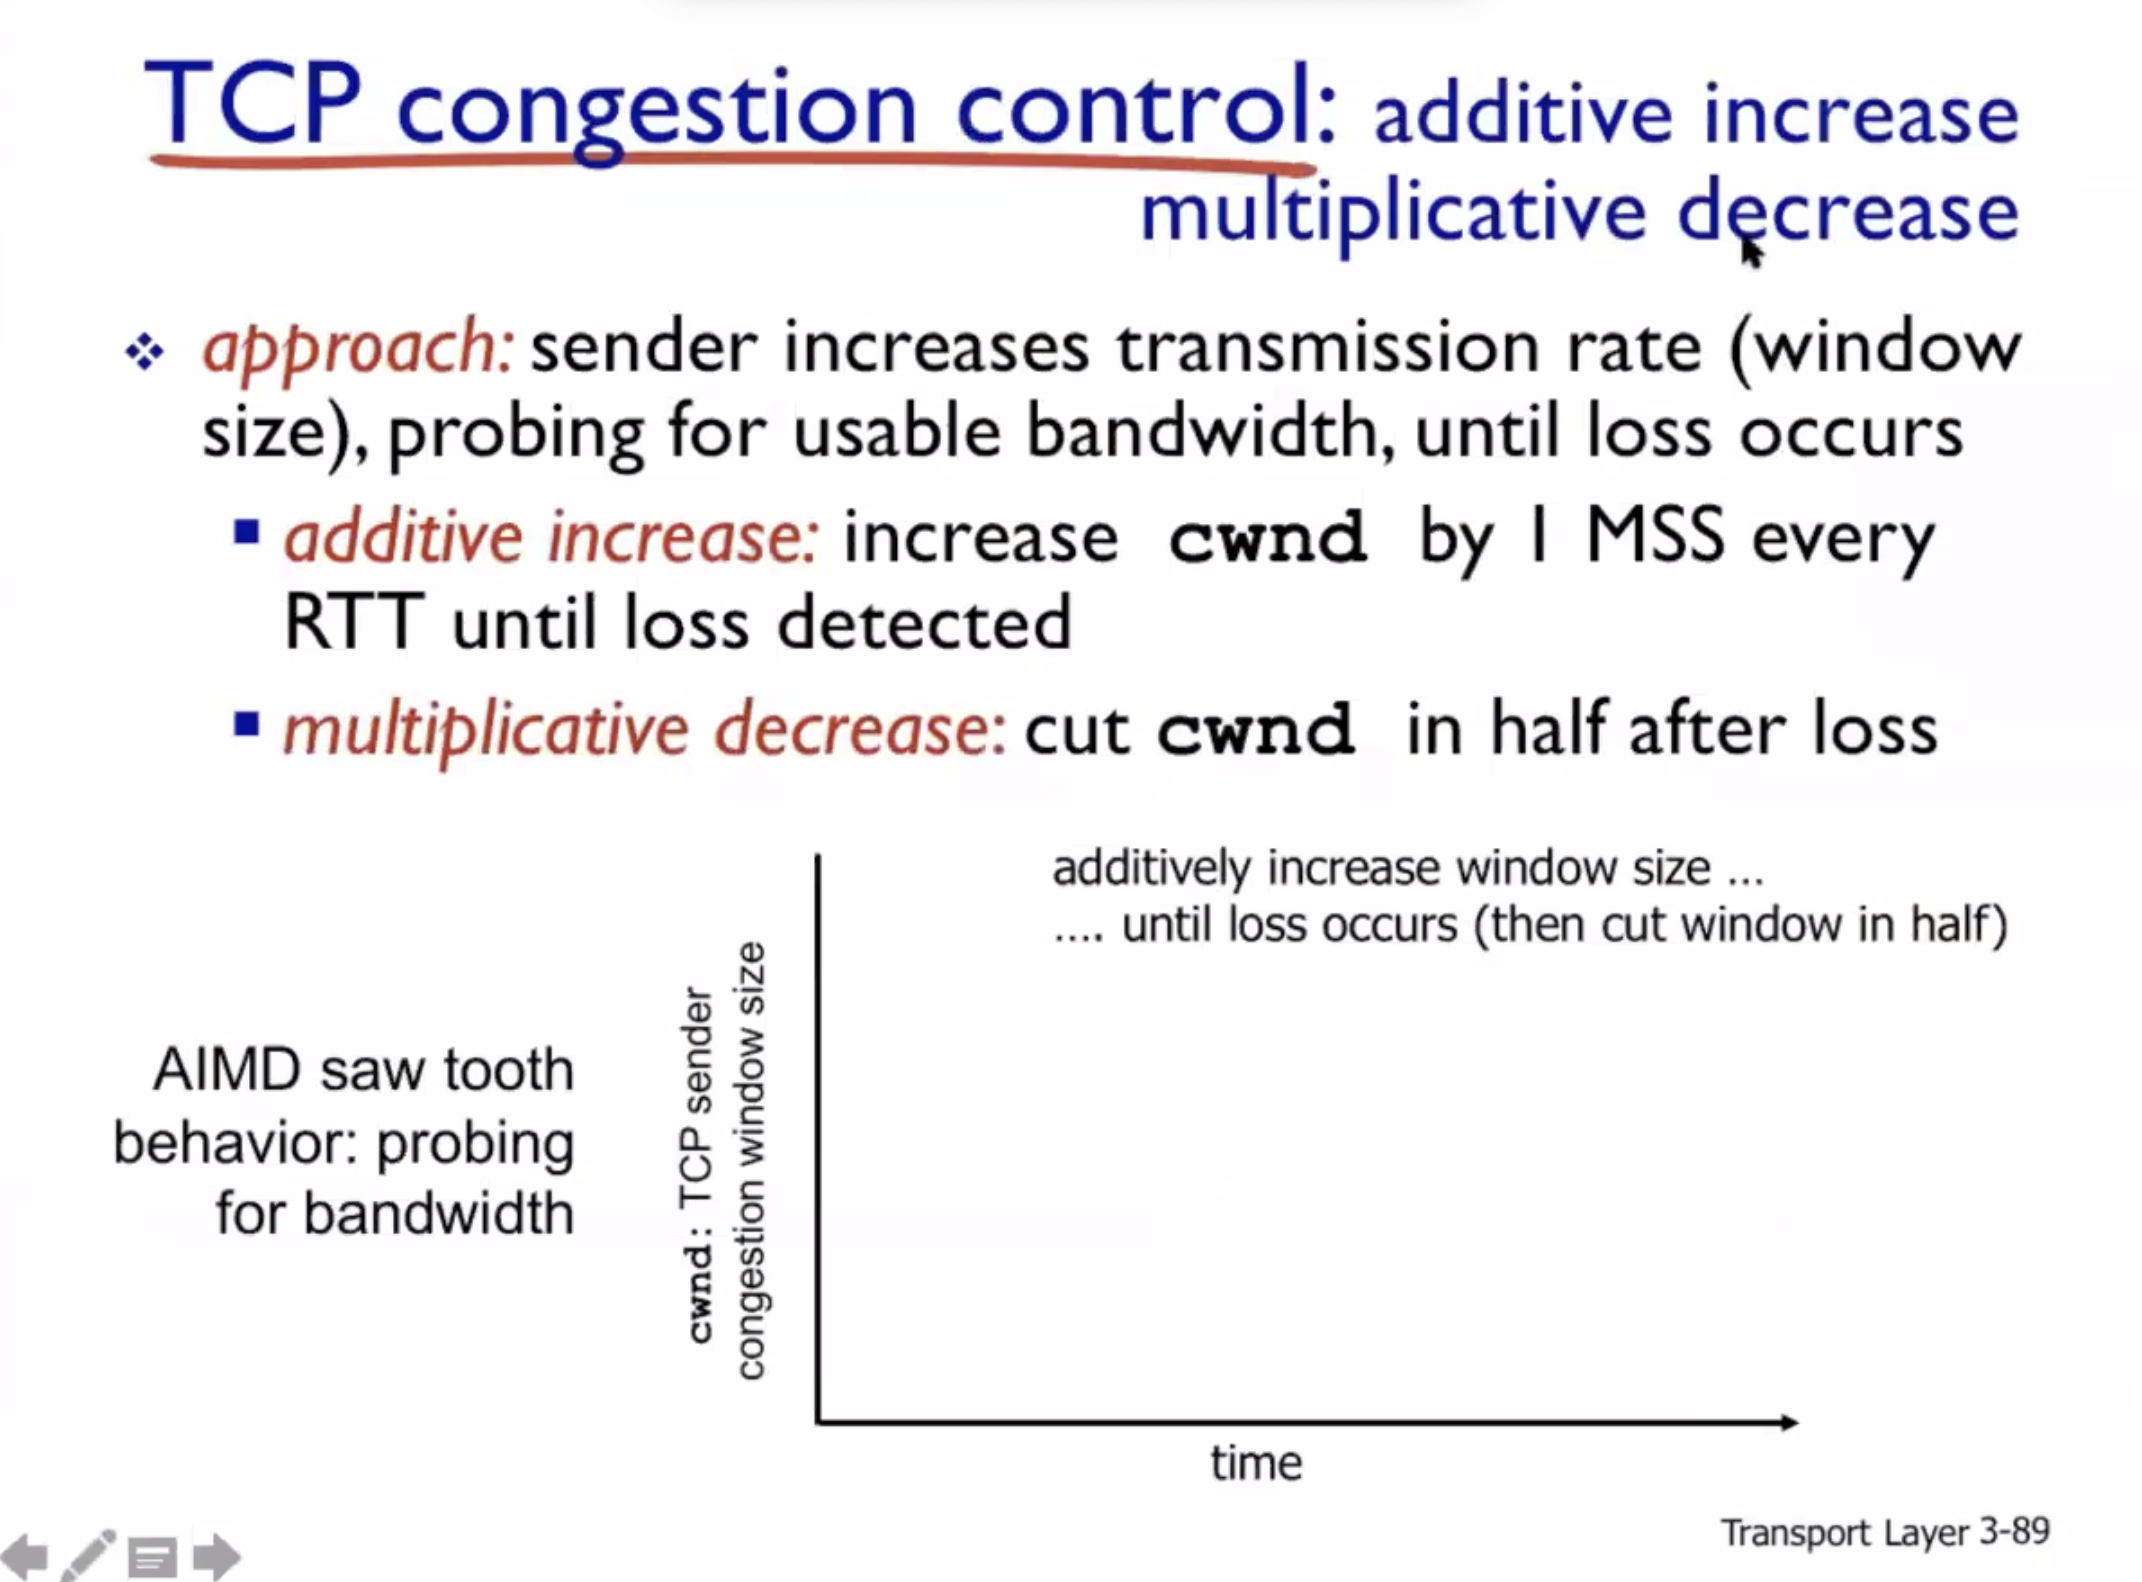 TCP congestion control: additive increase
multiplicative decrease
approach: sender increases transmission rate (window
size), probing for usable bandwidth, until loss occurs
additive increase: increase cwnd by 1 MSS every
RTT until loss detected
multiplicative decrease: cut cwnd in half after loss
additively increase window size ...
.... until loss occurs (then cut window in half)
AIMD saw tooth
behavior: probing
for bandwidth
cwnd: TCP sender
congestion window size
time
Transport Layer 3-89